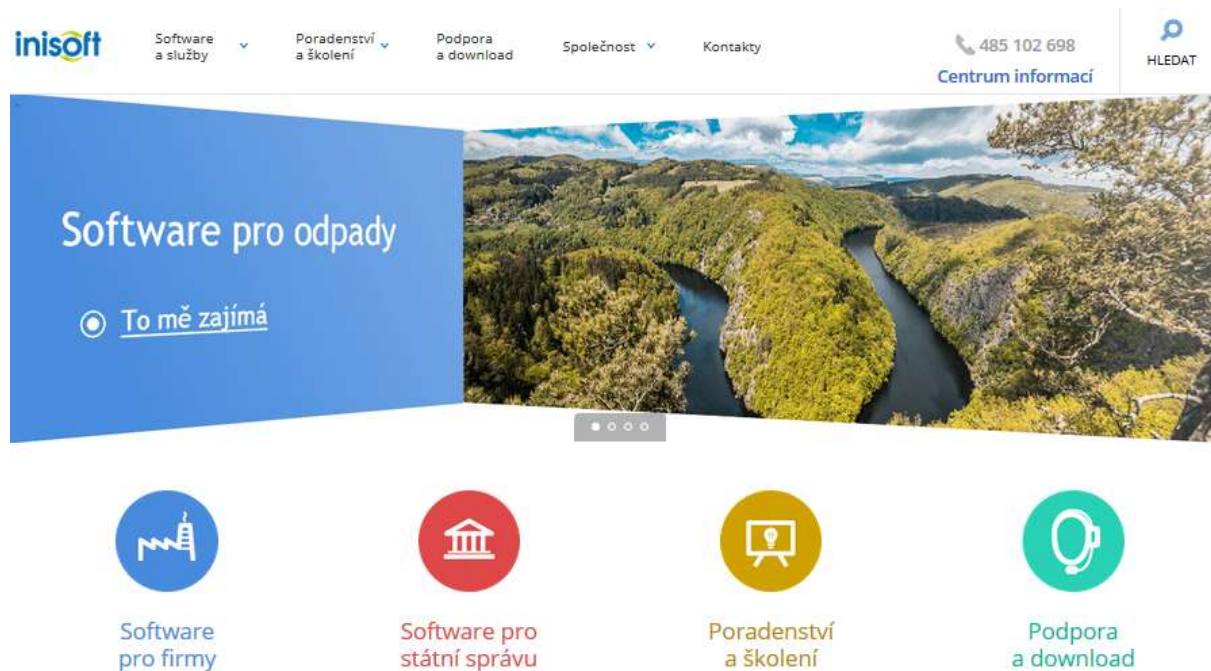 inisoft
Software
a služby
Poradenství
a školení
Podpora
a download
Společnost
Kontakty
485 102 698
Centrum informací
HLEDAT
Software pro odpady
To mě zajímá
Software
pro firmy
Software pro
státní správu
Poradenství
a školení
Podpora
a download